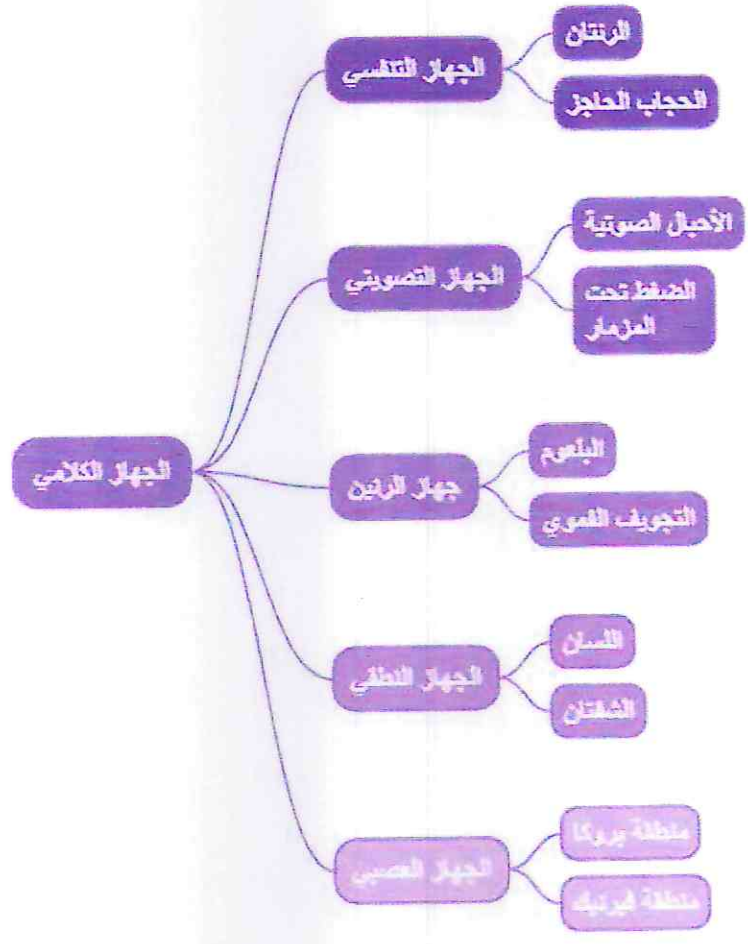 الجهاز الكلامي
الجهاز التنفسي
الرئتان
الحجاب الحاجز
الجهاز التصويتي
الأحبال الصوتية
الضغط تحت
المزمار
جهاز الرنين
البلعوم
التجويف الفموي
الجهاز النطقي
اللسان
الشفتان
الجهاز العصبي
منطقة بروكا
منطقة فيرنيك